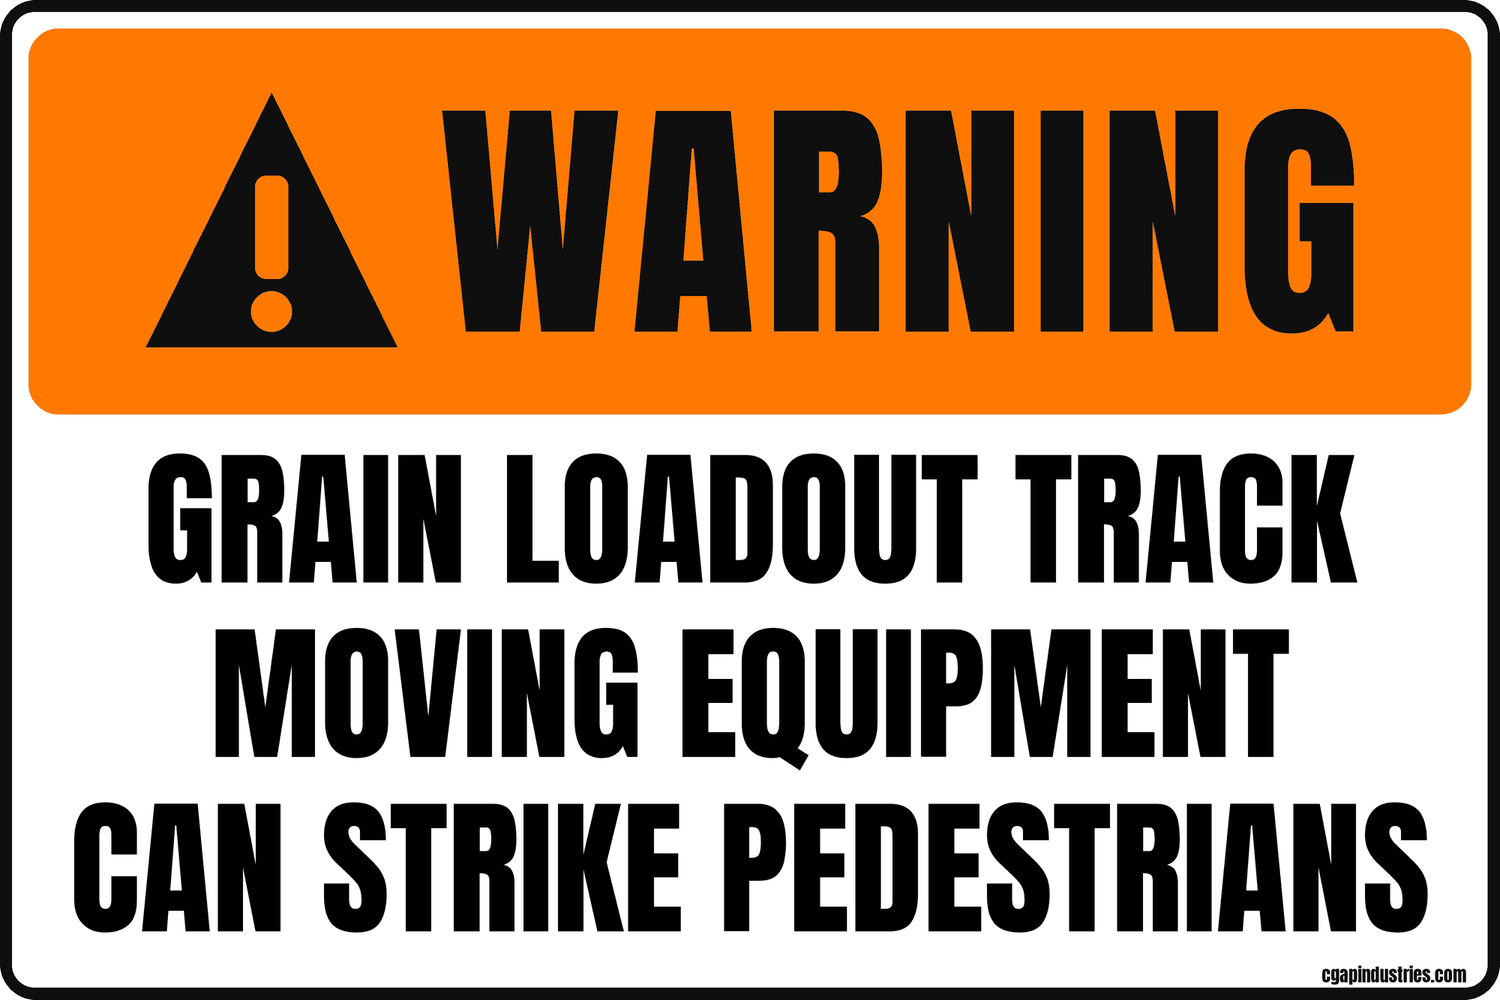 WARNING
GRAIN LOADOUT TRACK
MOVING EQUIPMENT
CAN STRIKE PEDESTRIANS
cgapindustries.com